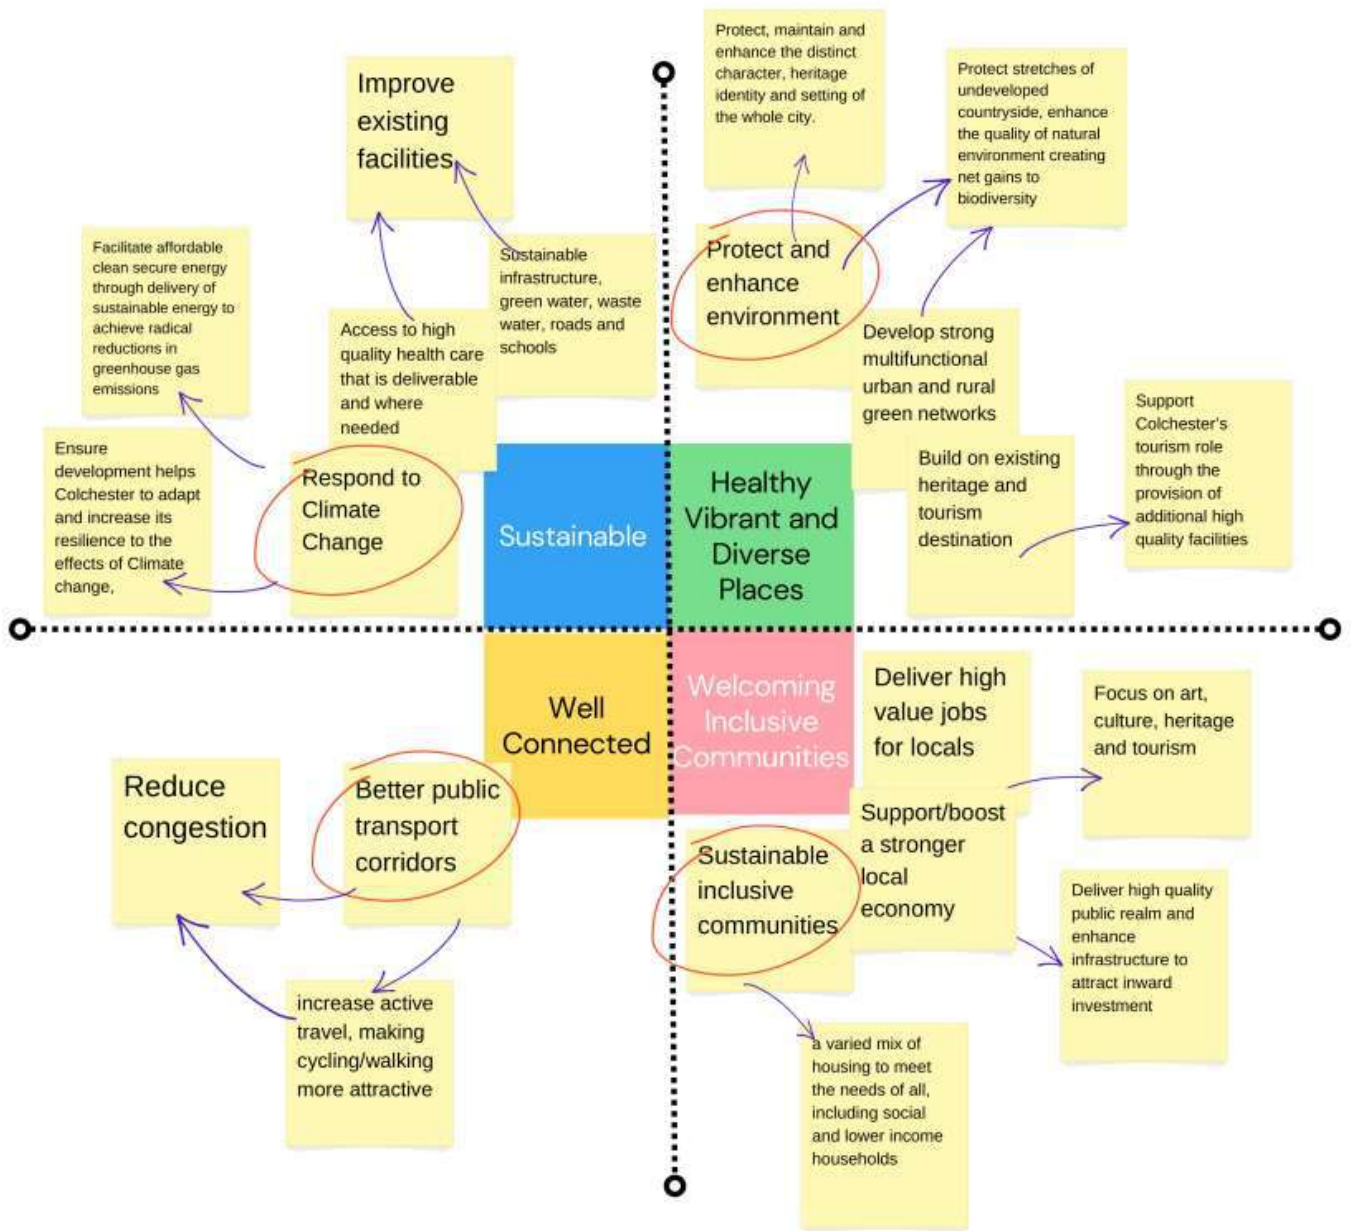 Improve
existing
facilities
Facilitate affordable
clean secure energy
through delivery of
sustainable energy to
achieve radical
reductions in
greenhouse gas
emissions
Access to high
quality health care
that is deliverable
and where
needed
Sustainable
infrastructure,
green water, waste
water, roads and
schools
Ensure
development helps
Colchester to adapt
and increase its
resilience to the
effects of Climate
change,
Respond to
Climate
Change
Sustainable
Protect, maintain and
enhance the distinct
character, heritage
identity and setting of
the whole city.
Protect stretches of
undeveloped
countryside, enhance
the quality of natural
environment creating
net gains to
biodiversity
Protect and
enhance
environment
Develop strong
multifunctional
urban and rural
green networks
Healthy
Vibrant and
Diverse
Places
Build on existing
heritage and
tourism
destination
Support
Colchester's
tourism role
through the
provision of
additional high
quality facilities
Well
Connected
Reduce
congestion
Better public
transport
corridors
increase active
travel, making
cycling/walking
more attractive
Welcoming
Inclusive
Communities
Deliver high
value jobs
for locals
Focus on art,
culture, heritage
and tourism
Support/boost
a stronger
local
economy
Sustainable
inclusive
communities
Deliver high quality
public realm and
enhance
infrastructure to
attract inward
investment
a varied mix of
housing to meet
the needs of all,
including social
and lower income
households